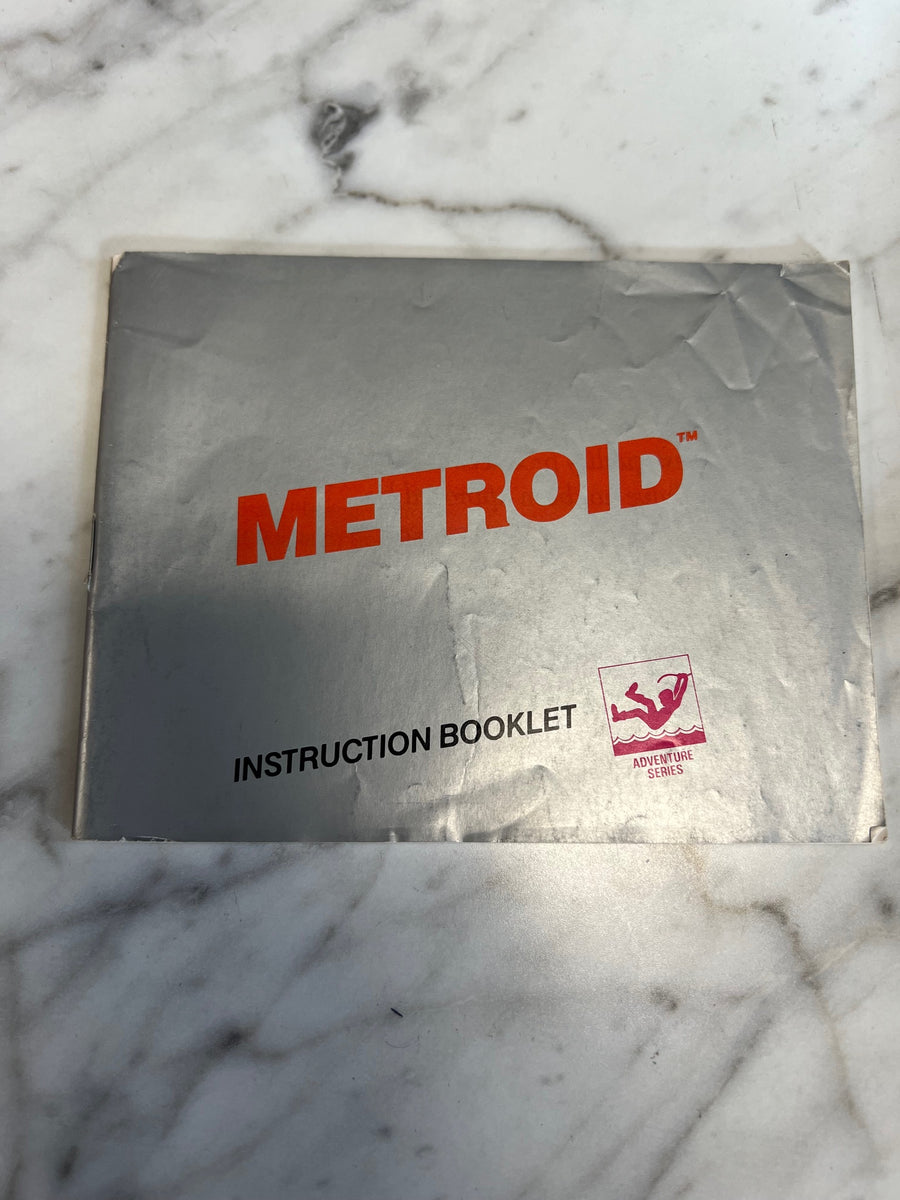 METROID™
INSTRUCTION BOOKLET
ADVENTURE
SERIES